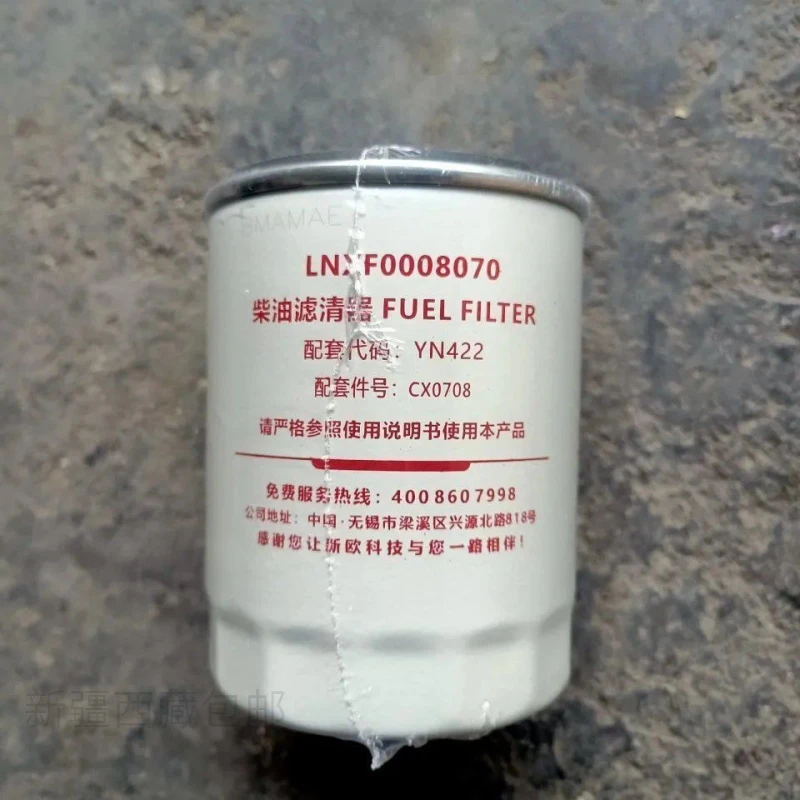 SMAMAE
LNXF0008070
柴油滤清器 FUEL FILTER
配套代码：YN422
配套件号：CX0708
请严格参照使用说明书使用本产品
免费服务热线：4008607998
公司地址：中国·无锡市梁溪区兴源北路818号
感谢您让新欧科技与您一路相伴！
新疆西藏包邮